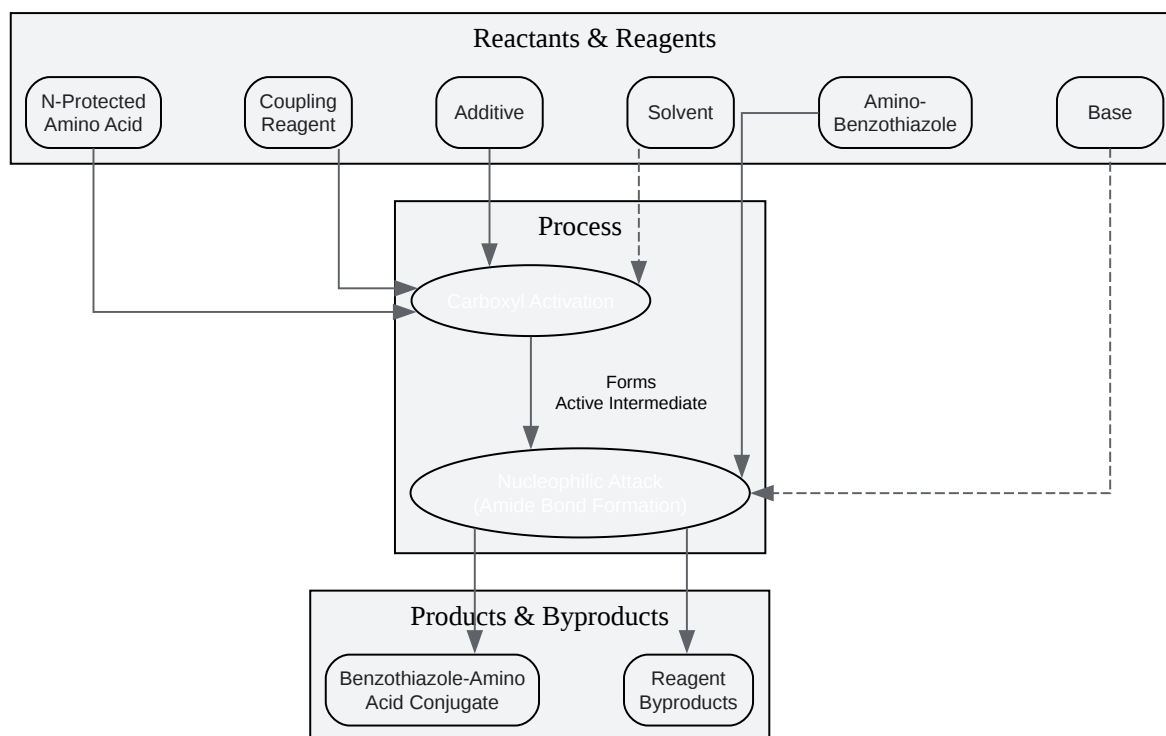 Reactants & Reagents
N-Protected
Amino Acid
Coupling
Reagent
Additive
Solvent
Amino-
Benzothiazole
Base
Process
Carboxyl Activation
Forms
Active Intermediate
Nucleophilic Attack
(Amide Bond Formation)
Products & Byproducts
Benzothiazole-Amino
Acid Conjugate
Reagent
Byproducts